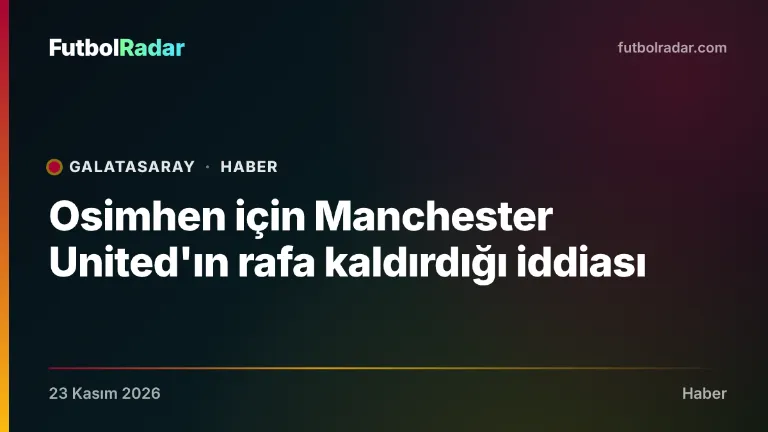 FutbolRadar
futbolradar.com
GALATASARAY · HABER
Osimhen için Manchester
United'ın rafa kaldırdığı iddiası
23 Kasım 2026
Haber